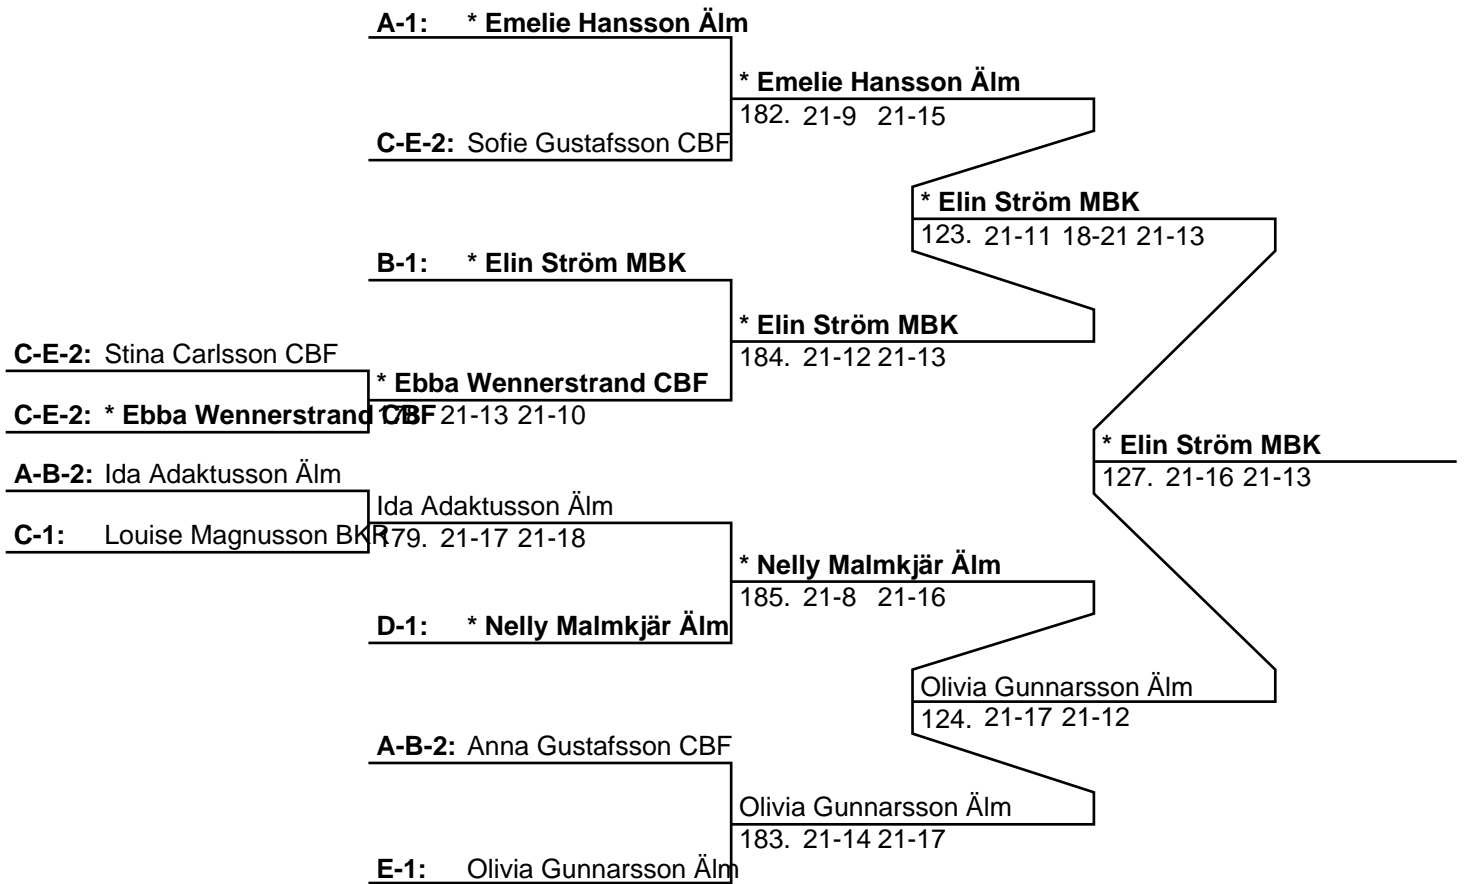 A-1: * Emelie Hansson Älm
* Emelie Hansson Älm
182. 21-9 21-15
C-E-2: Sofie Gustafsson CBF
* Elin Ström MBK
123. 21-11 18-21 21-13
B-1: * Elin Ström MBK
* Elin Ström MBK
184. 21-12 21-13
C-E-2: Stina Carlsson CBF
* Ebba Wennerstrand CBF
C-E-2: * Ebba Wennerstrand CBF
21-13 21-10
* Elin Ström MBK
127. 21-16 21-13
A-B-2: Ida Adaktusson Älm
Ida Adaktusson Älm
C-1: Louise Magnusson BKR
179. 21-17 21-18
* Nelly Malmkjär Älm
185. 21-8 21-16
D-1: * Nelly Malmkjär Älm
Olivia Gunnarsson Älm
124. 21-17 21-12
A-B-2: Anna Gustafsson CBF
Olivia Gunnarsson Älm
183. 21-14 21-17
E-1: Olivia Gunnarsson Älm